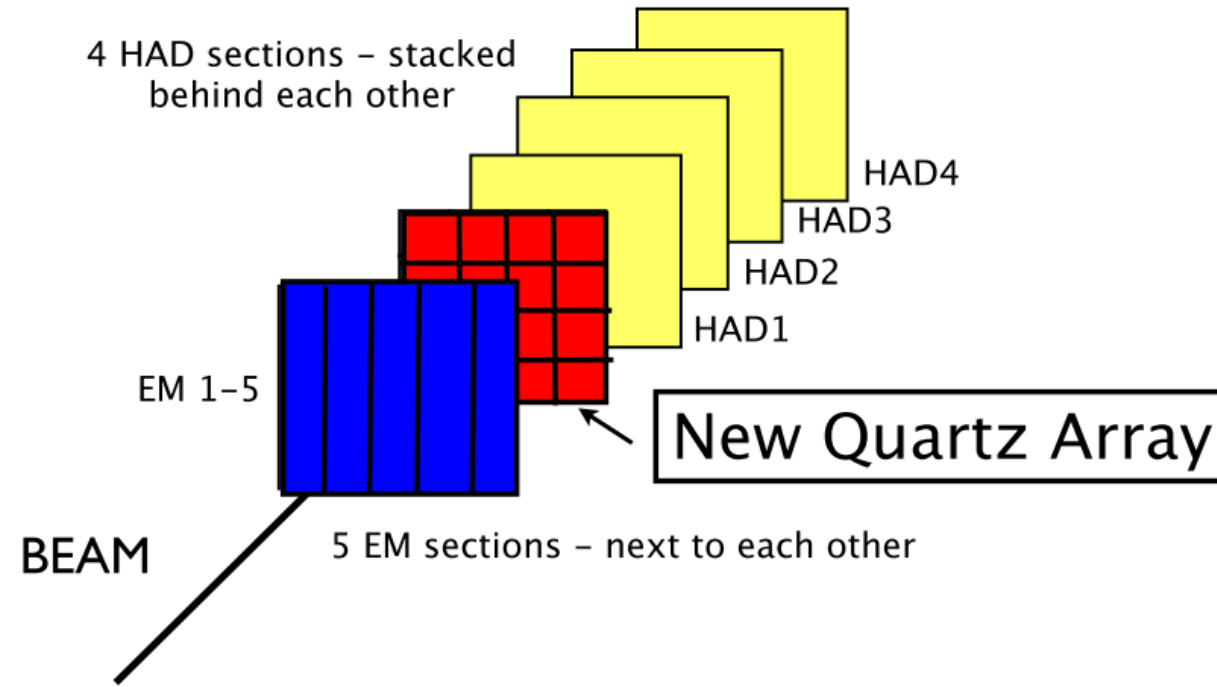 4 HAD sections – stacked
behind each other
HAD4
HAD3
HAD2
HAD1
EM 1–5
New Quartz Array
5 EM sections – next to each other
BEAM